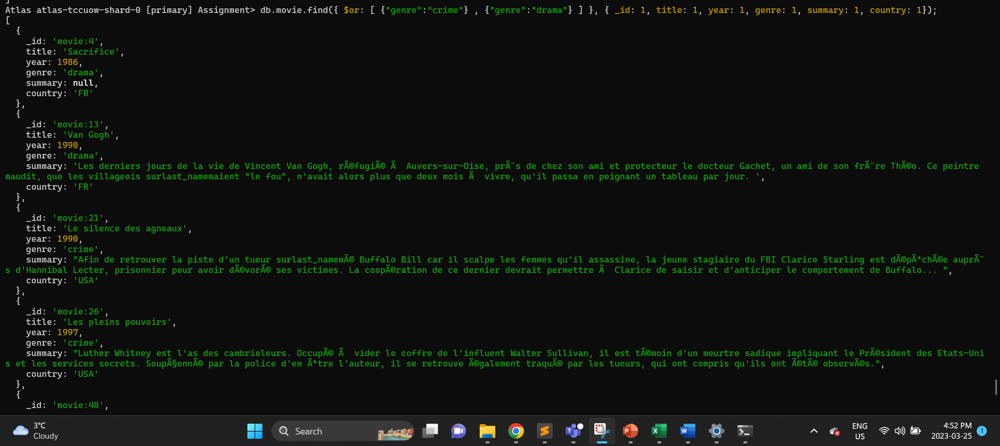 ]
Atlas atlas-tccuow-shard-0 [primary] Assignment> db.movie.find({ $or: [ {"genre":"crime"} , {"genre":"drama"} ] }, { _id: 1, title: 1, year: 1, genre: 1, summary: 1, country: 1});
[
  {
    _id: 'movie:4',
    title: 'Sacrifice',
    year: 1986,
    genre: 'drama',
    summary: null,
    country: 'FR'
  },
  {
    _id: 'movie:13',
    title: 'Van Gogh',
    year: 1990,
    genre: 'drama',
    summary: `Les derniers jours de la vie de Vincent Van Gogh, rÃ©fugiÃ© Ã  Auvers-sur-Oise, prÃ¨s de chez son ami et protecteur le docteur Gachet, un ami de son frÃ¨re ThÃ©o. Ce peintre
maudit, que les villageois surlast_namemaient "le fou", n'avait alors plus que deux mois Ã  vivre, qu'il passa en peignant un tableau par jour. `,
    country: 'FR'
  },
  {
    _id: 'movie:21',
    title: 'Le silence des agneaux',
    year: 1990,
    genre: 'crime',
    summary: "Afin de retrouver la piste d'un tueur surlast_namemÃ© Buffalo Bill car il scalpe les femmes qu'il assassine, la jeune stagiaire du FBI Clarice Starling est dÃ©pÃªchÃ©e auprÃ¨
s d'Hannibal Lecter, prisonnier pour avoir dÃ©vorÃ© ses victimes. La coopÃ©ration de ce dernier devrait permettre Ã  Clarice de saisir et d'anticiper le comportement de Buffalo... ",
    country: 'USA'
  },
  {
    _id: 'movie:26',
    title: 'Les pleins pouvoirs',
    year: 1997,
    genre: 'crime',
    summary: "Luther Whitney est l'as des cambrioleurs. OccupÃ© Ã  vider le coffre de l'influent Walter Sullivan, il est tÃ©moin d'un meurtre sadique impliquant le PrÃ©sident des Etats-Uni
s et les services secrets. SoupÃ§onnÃ© par la police d'en Ãªtre l'auteur, il se retrouve Ã©galement traquÃ© par les tueurs, qui ont compris qu'ils ont Ã©tÃ© observÃ©s.",
    country: 'USA'
  },
  {
    _id: 'movie:48',
3°C
Cloudy
Search
ENG
US
4:52 PM
2023-03-25
1